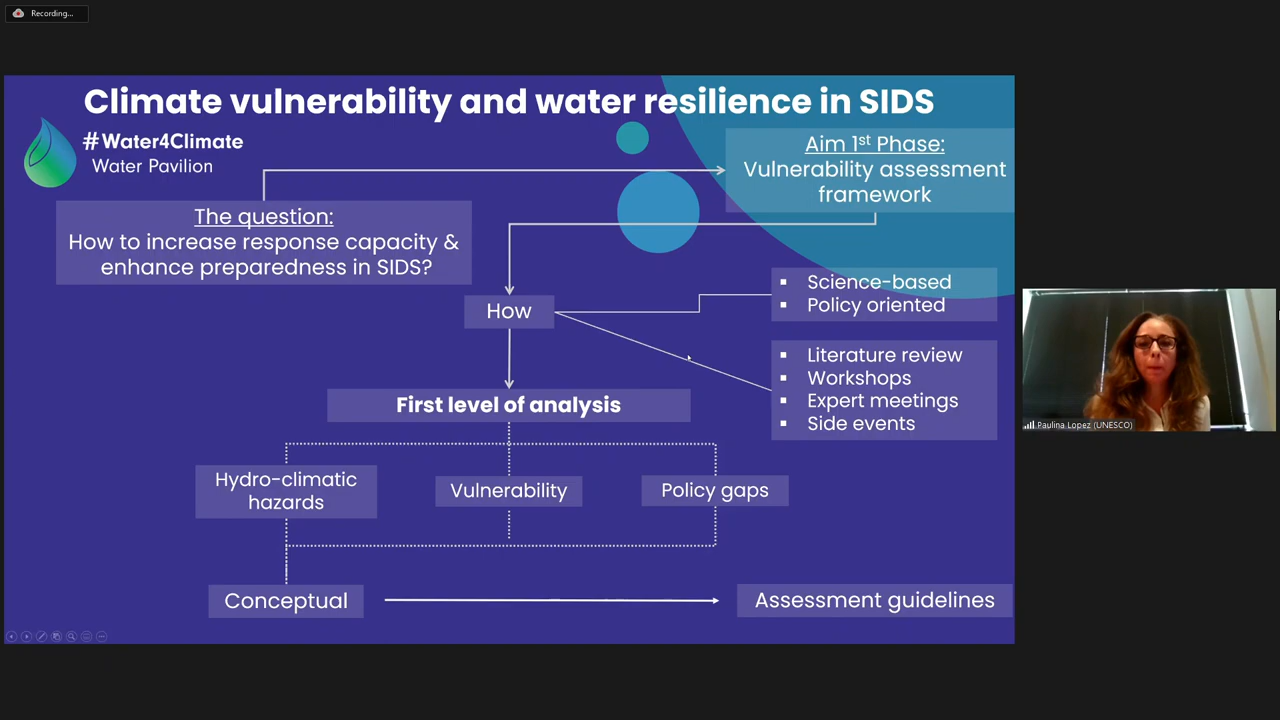 Recording...
Climate vulnerability and water resilience in SIDS
#Water4Climate
Water Pavilion
Aim 1st Phase:
Vulnerability assessment
framework
The question:
How to increase response capacity &
enhance preparedness in SIDS?
How
▪ Science-based
▪ Policy oriented
▪ Literature review
▪ Workshops
▪ Expert meetings
▪ Side events
First level of analysis
Hydro-climatic
hazards
Vulnerability
Policy gaps
Conceptual
Assessment guidelines
Paulina Lopez (UNESCO)